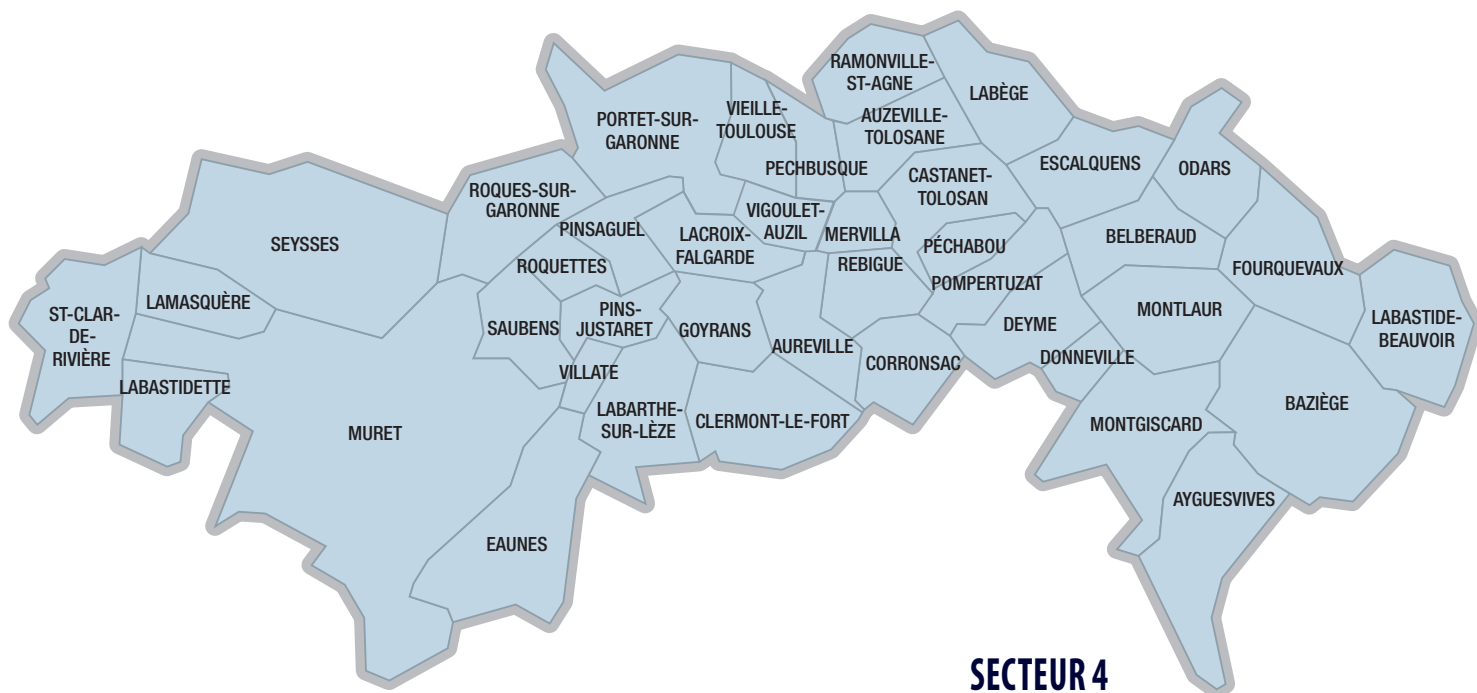 RAMONVILLE-
ST-AGNE
LABÈGE
PORTET-SUR-
GARONNE
VIEILLE-
TOULOUSE
AUZEVILLE-
TOLOSANE
PECHBUSQUE
ESCALQUENS
ODARS
CASTANET-
TOLOSAN
ROQUES-SUR-
GARONNE
PINSAGUEL
VIGOULET-
AUZIL
MERVILLA
SEYSSES
LACROIX-
FALGARDE
PÉCHABOU
BELBERAUD
ROQUETTES
REBIGUE
FOURQUEVAUX
POMPERTUZAT
LAMASQUÈRE
ST-CLAR-
DE-
RIVIÈRE
PINS-
JUSTARET
SAUBENS
GOYRANS
DEYME
MONTLAUR
LABASTIDE-
BEAUVOIR
AUREVILLE
DONNEVILLE
CORRONSAC
VILLATE
LABASTIDETTE
BAZIÈGE
LABARTHE-
SUR-LÈZE
CLERMONT-LE-FORT
MONTGISCARD
MURET
AYGUESVIVES
EAUNES
SECTEUR 4